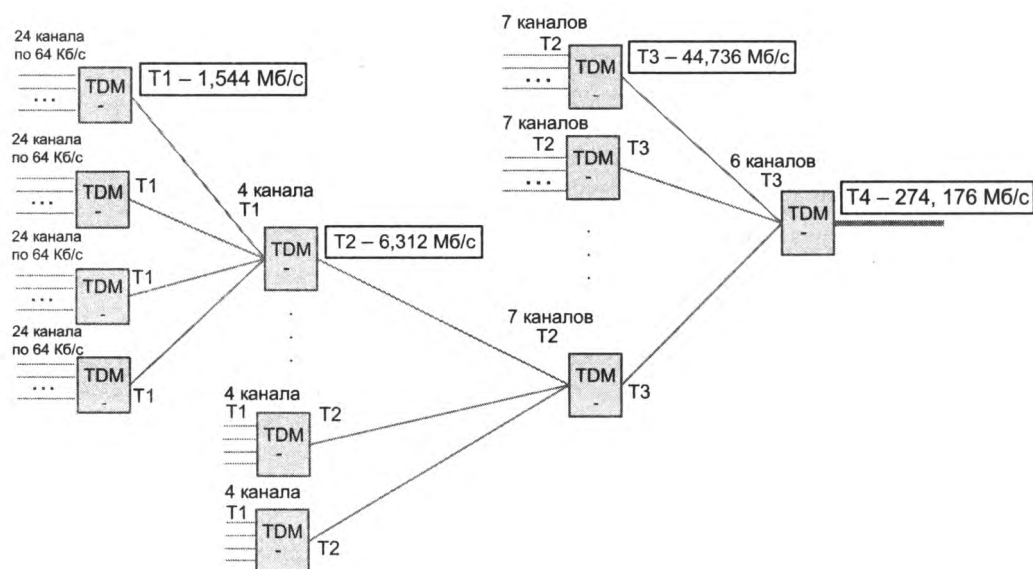 24 канала
по 64 Кб/с
TDM
-
T1 – 1,544 Мб/с
24 канала
по 64 Кб/с
TDM
-
T1
24 канала
по 64 Кб/с
TDM
-
T1
24 канала
по 64 Кб/с
TDM
-
T1
4 канала
T1
TDM
-
T2 – 6,312 Мб/с
4 канала
T1
TDM
-
T2
4 канала
T1
TDM
-
T2
7 каналов
T2
TDM
-
T3 – 44,736 Мб/с
7 каналов
T2
TDM
-
T3
7 каналов
T2
TDM
-
T3
6 каналов
T3
TDM
-
T4 – 274, 176 Мб/с